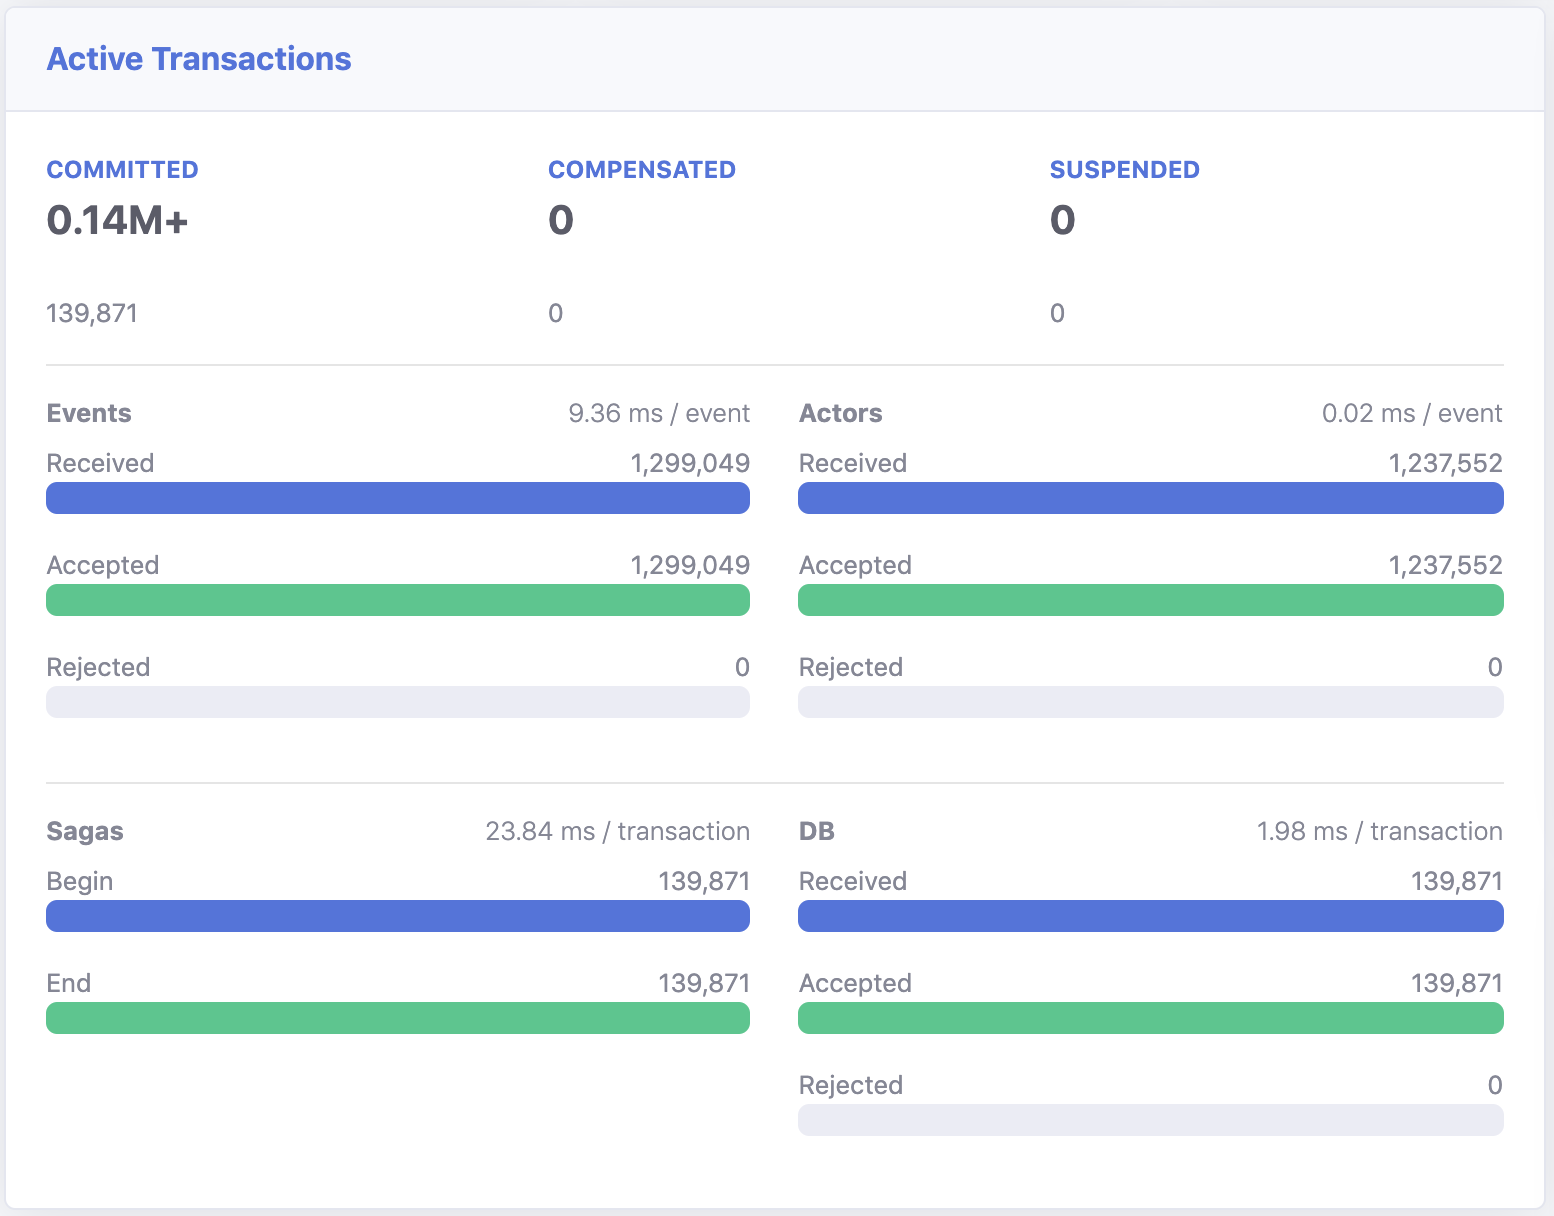 Active Transactions
COMMITTED COMPENSATED SUSPENDED
0.14M+ 0 0
139,871 0 0
Events 9.36 ms / event
Received 1,299,049
Accepted 1,299,049
Rejected 0
Actors 0.02 ms / event
Received 1,237,552
Accepted 1,237,552
Rejected 0
Sagas 23.84 ms / transaction
Begin 139,871
End 139,871
DB 1.98 ms / transaction
Received 139,871
Accepted 139,871
Rejected 0